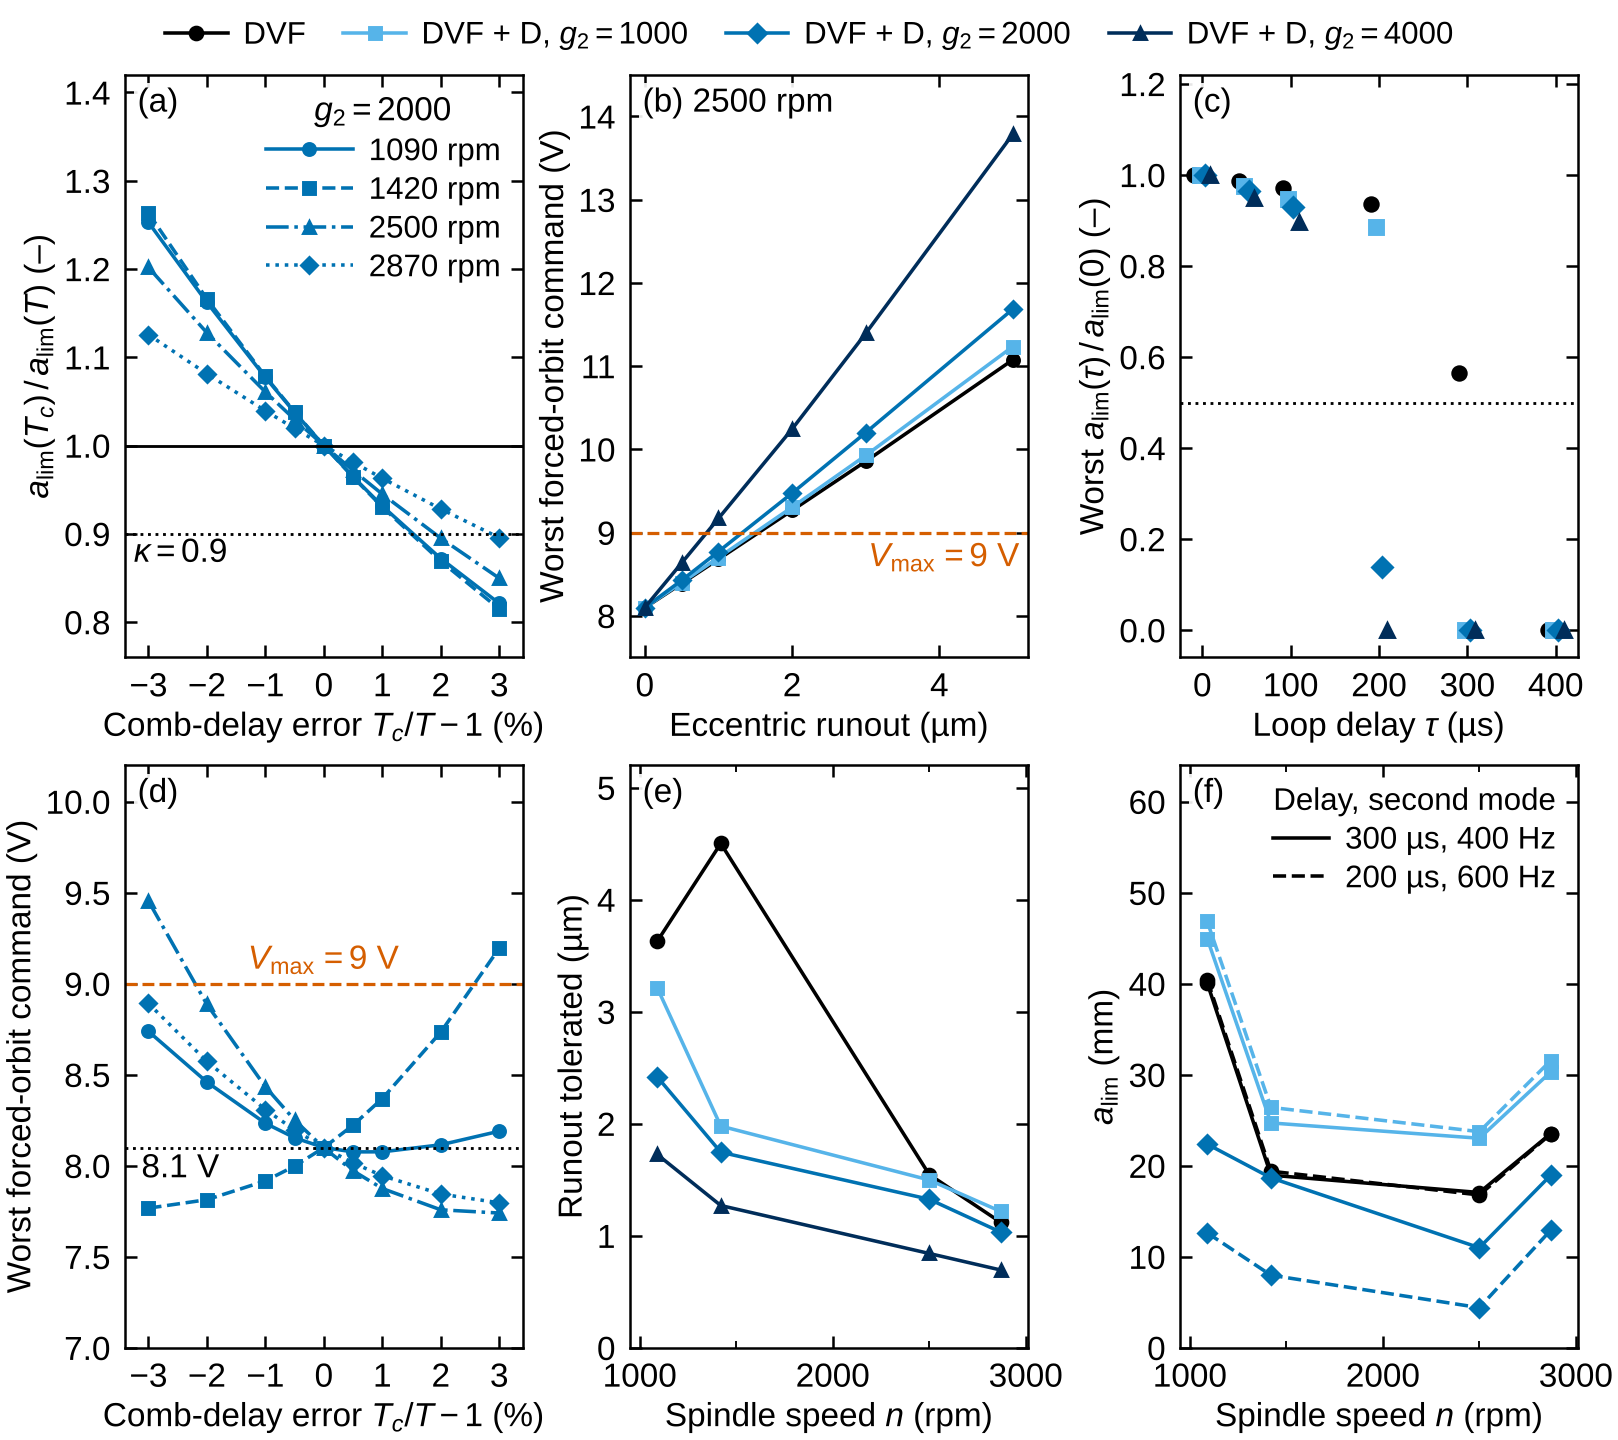 DVF DVF + D, g₂ = 1000 DVF + D, g₂ = 2000 DVF + D, g₂ = 4000
(a)
g₂ = 2000
1090 rpm
1420 rpm
2500 rpm
2870 rpm
κ = 0.9
1.4
1.3
1.2
1.1
1.0
0.9
0.8
−3 −2 −1 0 1 2 3
a_lim(T_c) / a_lim(T) (–)
Comb-delay error T_c/T − 1 (%)
(b) 2500 rpm
V_max = 9 V
14
13
12
11
10
9
8
0 2 4
Worst forced-orbit command (V)
Eccentric runout (µm)
(c)
1.2
1.0
0.8
0.6
0.4
0.2
0.0
0 100 200 300 400
Worst a_lim(τ) / a_lim(0) (–)
Loop delay τ (µs)
(d)
V_max = 9 V
8.1 V
10.0
9.5
9.0
8.5
8.0
7.5
7.0
−3 −2 −1 0 1 2 3
Worst forced-orbit command (V)
Comb-delay error T_c/T − 1 (%)
(e)
5
4
3
2
1
0
1000 2000 3000
Runout tolerated (µm)
Spindle speed n (rpm)
(f)
Delay, second mode
300 µs, 400 Hz
200 µs, 600 Hz
60
50
40
30
20
10
0
1000 2000 3000
a_lim (mm)
Spindle speed n (rpm)